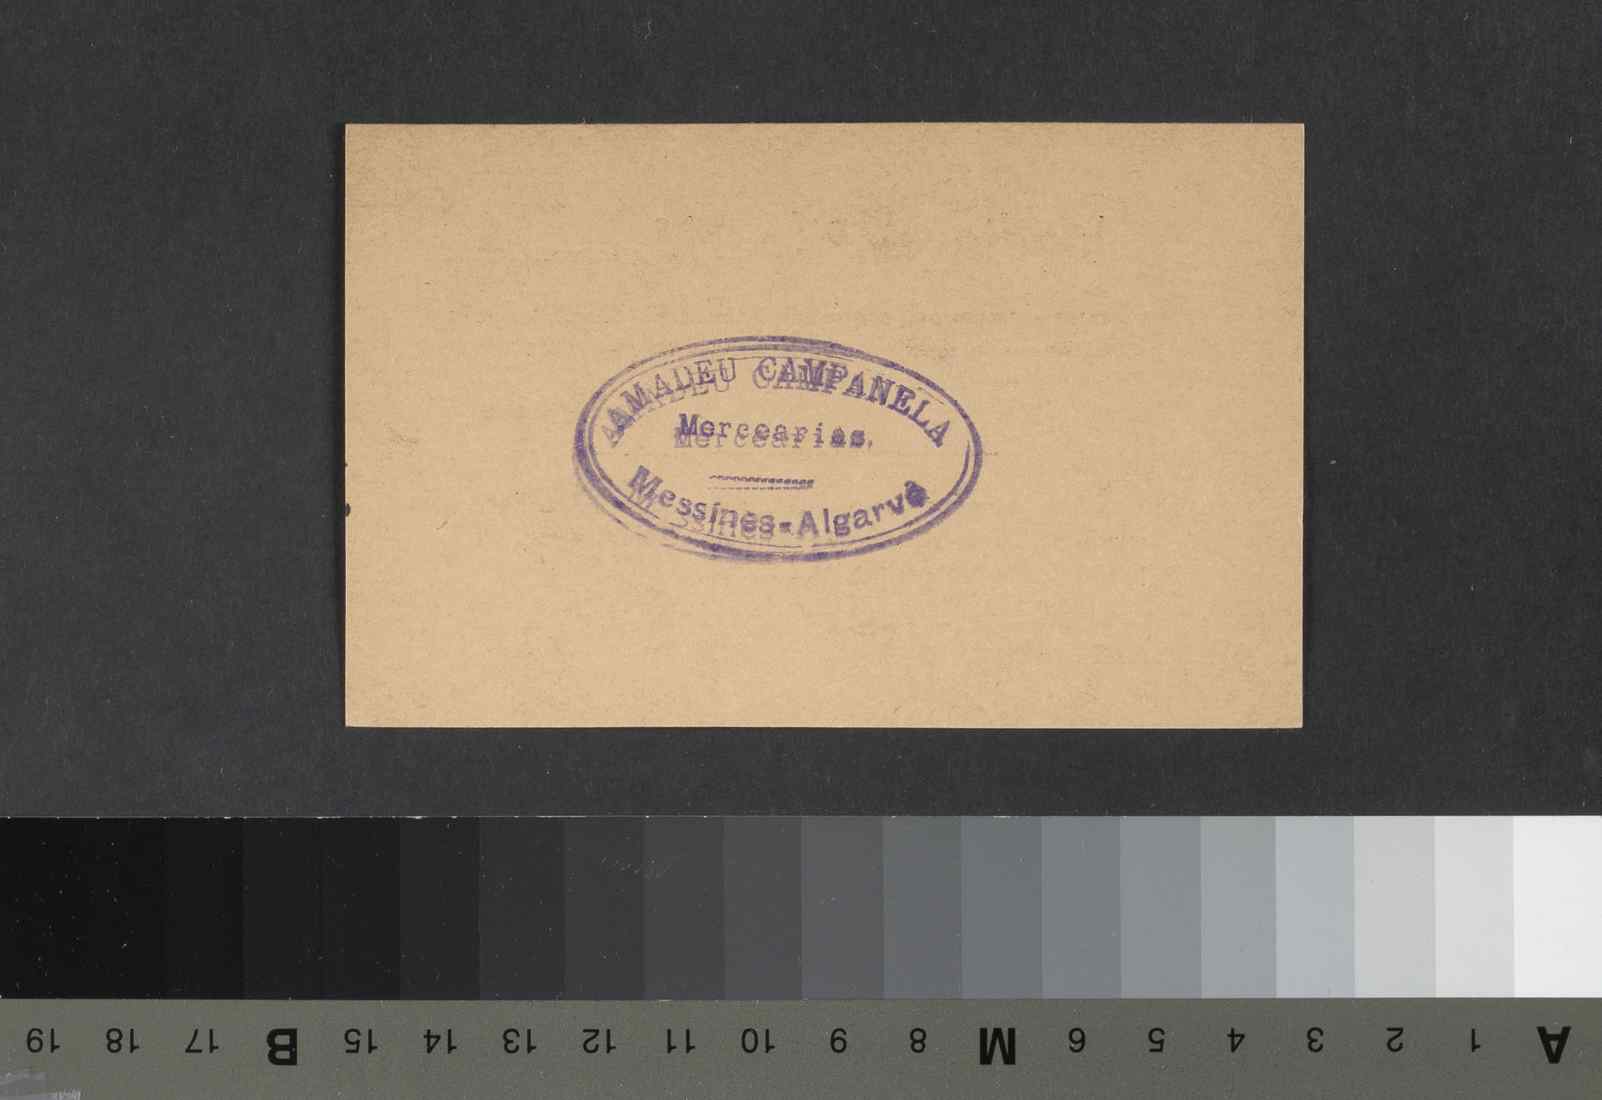 AMADEU CAMPANELA
Mercearias.
Messines-Algarve
19 18 17 B 15 14 13 12 11 10 9 8 M 6 5 4 3 2 1 A